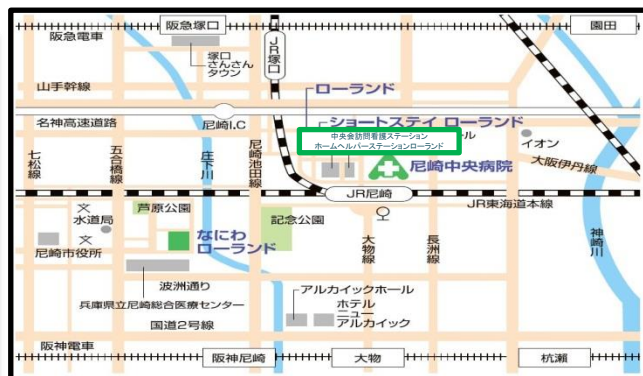 阪急塚口
園田
阪急電車
JR塚口
塚口
さんさん
タウン
山手幹線
ローランド
名神高速道路
尼崎I.C
ショートステイ ローランド
中央会訪問看護ステーション
ホームヘルパーステーションローランド
ール
イオン
七松線
五合橋線
庄下川
尼崎池田線
尼崎中央病院
大阪伊丹線
JR尼崎
JR東海道本線
芦原公園
水道局
なにわ
ローランド
記念公園
大物線
長洲線
神崎川
尼崎市役所
波洲通り
兵庫県立尼崎総合医療センター
アルカイックホール
ホテル
ニュー
アルカイック
国道2号線
阪神電車
阪神尼崎
大物
杭瀬